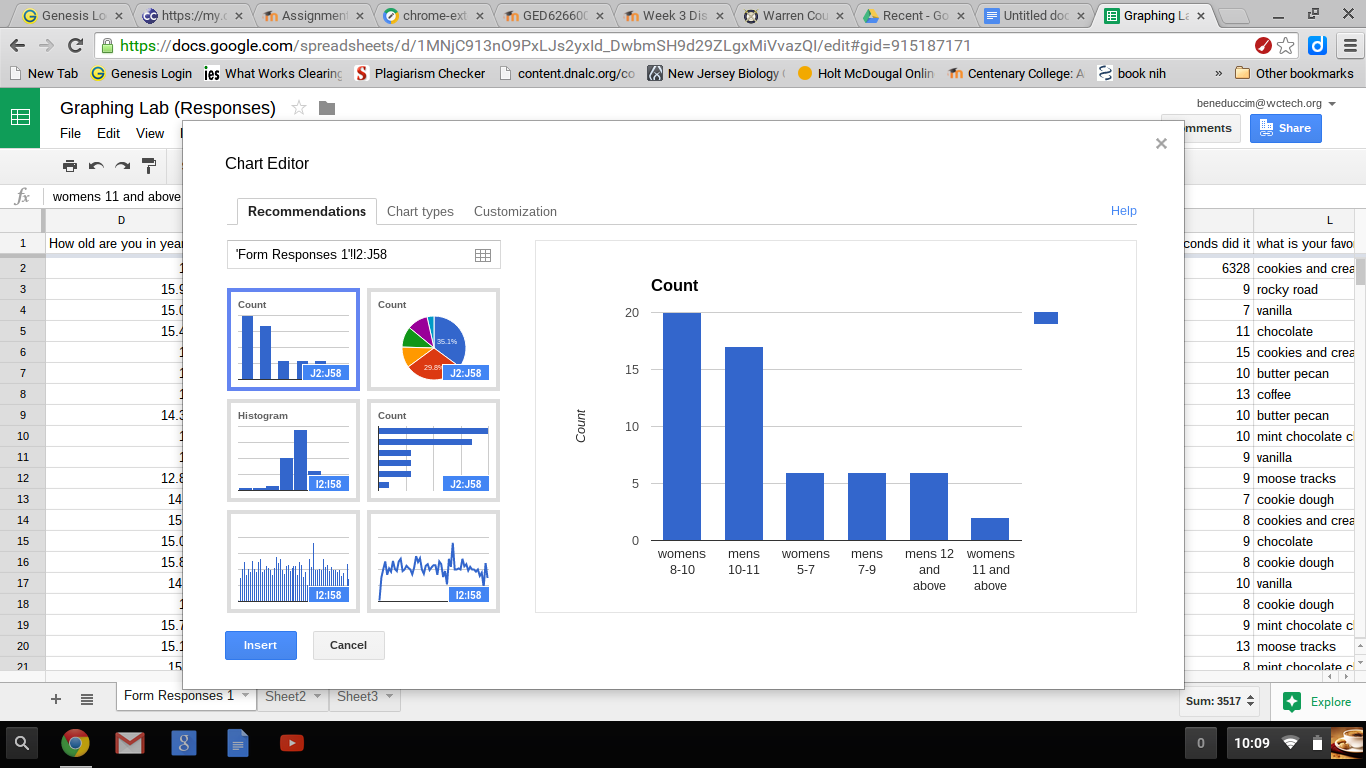 Genesis Lo
https://my.c
Assignment
chrome-ext
GED626600
Week 3 Dis
Warren Cou
Recent - Go
Untitled doc
Graphing La
https://docs.google.com/spreadsheets/d/1MNjC913nO9PxLJs2yxId_DwbmSH9d29ZLgxMiVvazQI/edit#gid=915187171
New Tab
Genesis Login
ies What Works Clearing
Plagiarism Checker
content.dnalc.org/co
New Jersey Biology
Holt McDougal Onlin
Centenary College: A
book nih
»
Other bookmarks
Graphing Lab (Responses)
beneduccim@wctech.org
File Edit View
mments
Share
fx womens 11 and above
D L
1 How old are you in yea
conds did it what is your favo
2 1 6328 cookies and crea
3 15.9 9 rocky road
4 15.0 7 vanilla
5 15.4 11 chocolate
6 1 15 cookies and crea
7 1 10 butter pecan
8 1 13 coffee
9 14.3 10 butter pecan
10 1 10 mint chocolate c
11 1 9 vanilla
12 12.8 9 moose tracks
13 14 7 cookie dough
14 15 8 cookies and crea
15 15.0 9 chocolate
16 15.8 8 cookie dough
17 14 10 vanilla
18 1 8 cookie dough
19 15.7 9 mint chocolate c
20 15.1 13 moose tracks
21 15 8 mint chocolate c
Chart Editor
Recommendations Chart types Customization
Help
'Form Responses 1'!I2:J58
Count
J2:J58
Count
35.1%
29.8%
J2:J58
Histogram
I2:I58
Count
J2:J58
I2:I58
I2:I58
Count
20
15
10
5
0
Count
womens 8-10
mens 10-11
womens 5-7
mens 7-9
mens 12 and above
womens 11 and above
Insert
Cancel
Form Responses 1
Sheet2
Sheet3
Sum: 3517
Explore
0
10:09